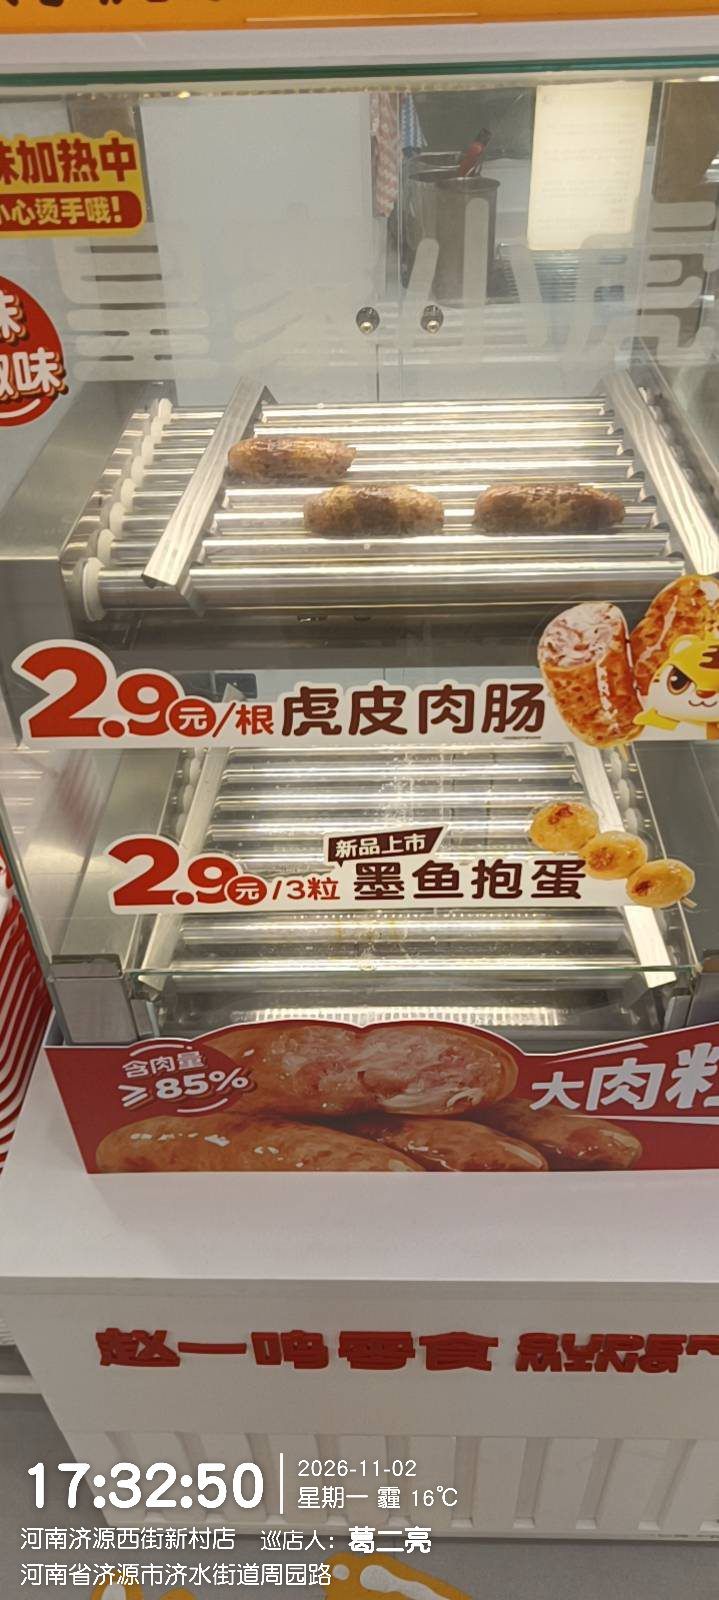 味加热中
小心烫手哦!
味
椒味
2.9元/根 虎皮肉肠
新品上市
2.9元/3粒 墨鱼抱蛋
含肉量
≥85%
大肉粒
赵一鸣零食 SUPER MING
17:32:50
2026-11-02
星期一 霾 16℃
河南济源西街新村店 巡店人: 葛二亮
河南省济源市济水街道周园路